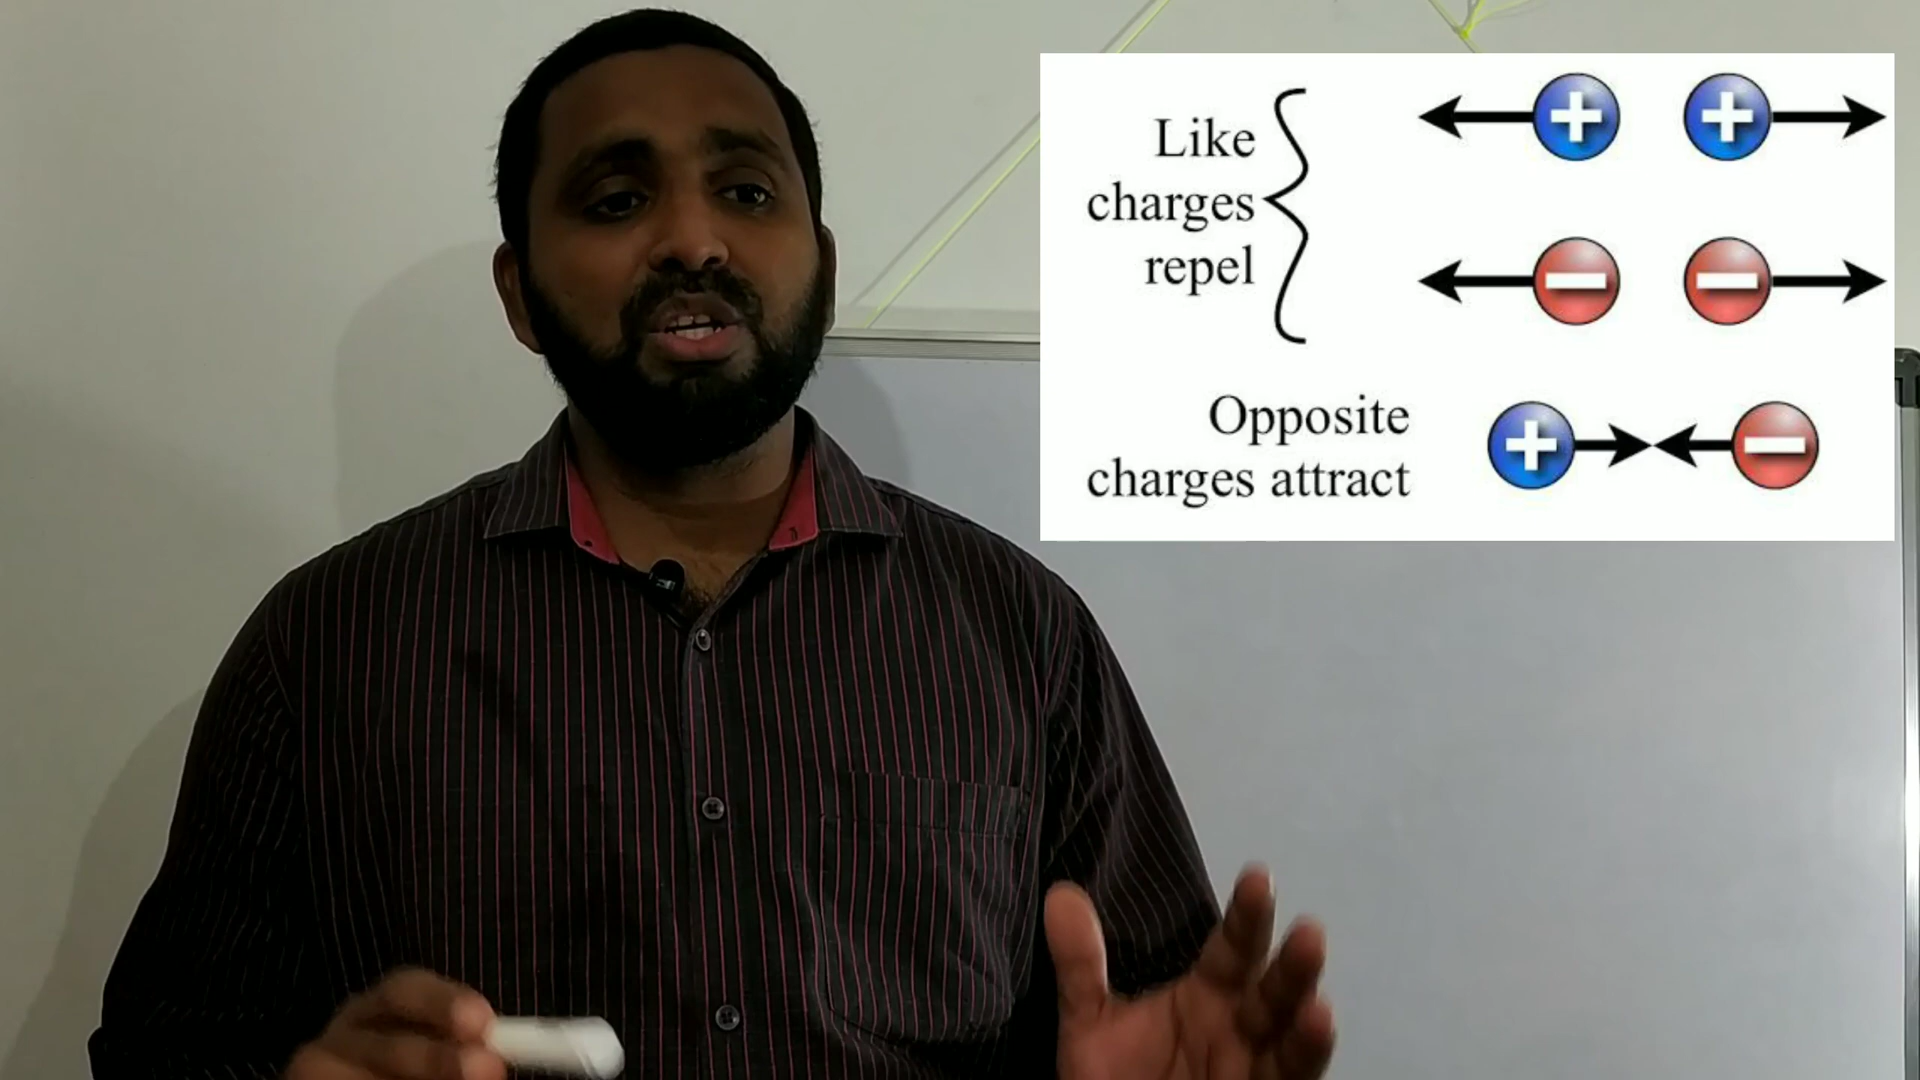 Like
charges
repel
+ +
- -
Opposite
charges attract
+ -